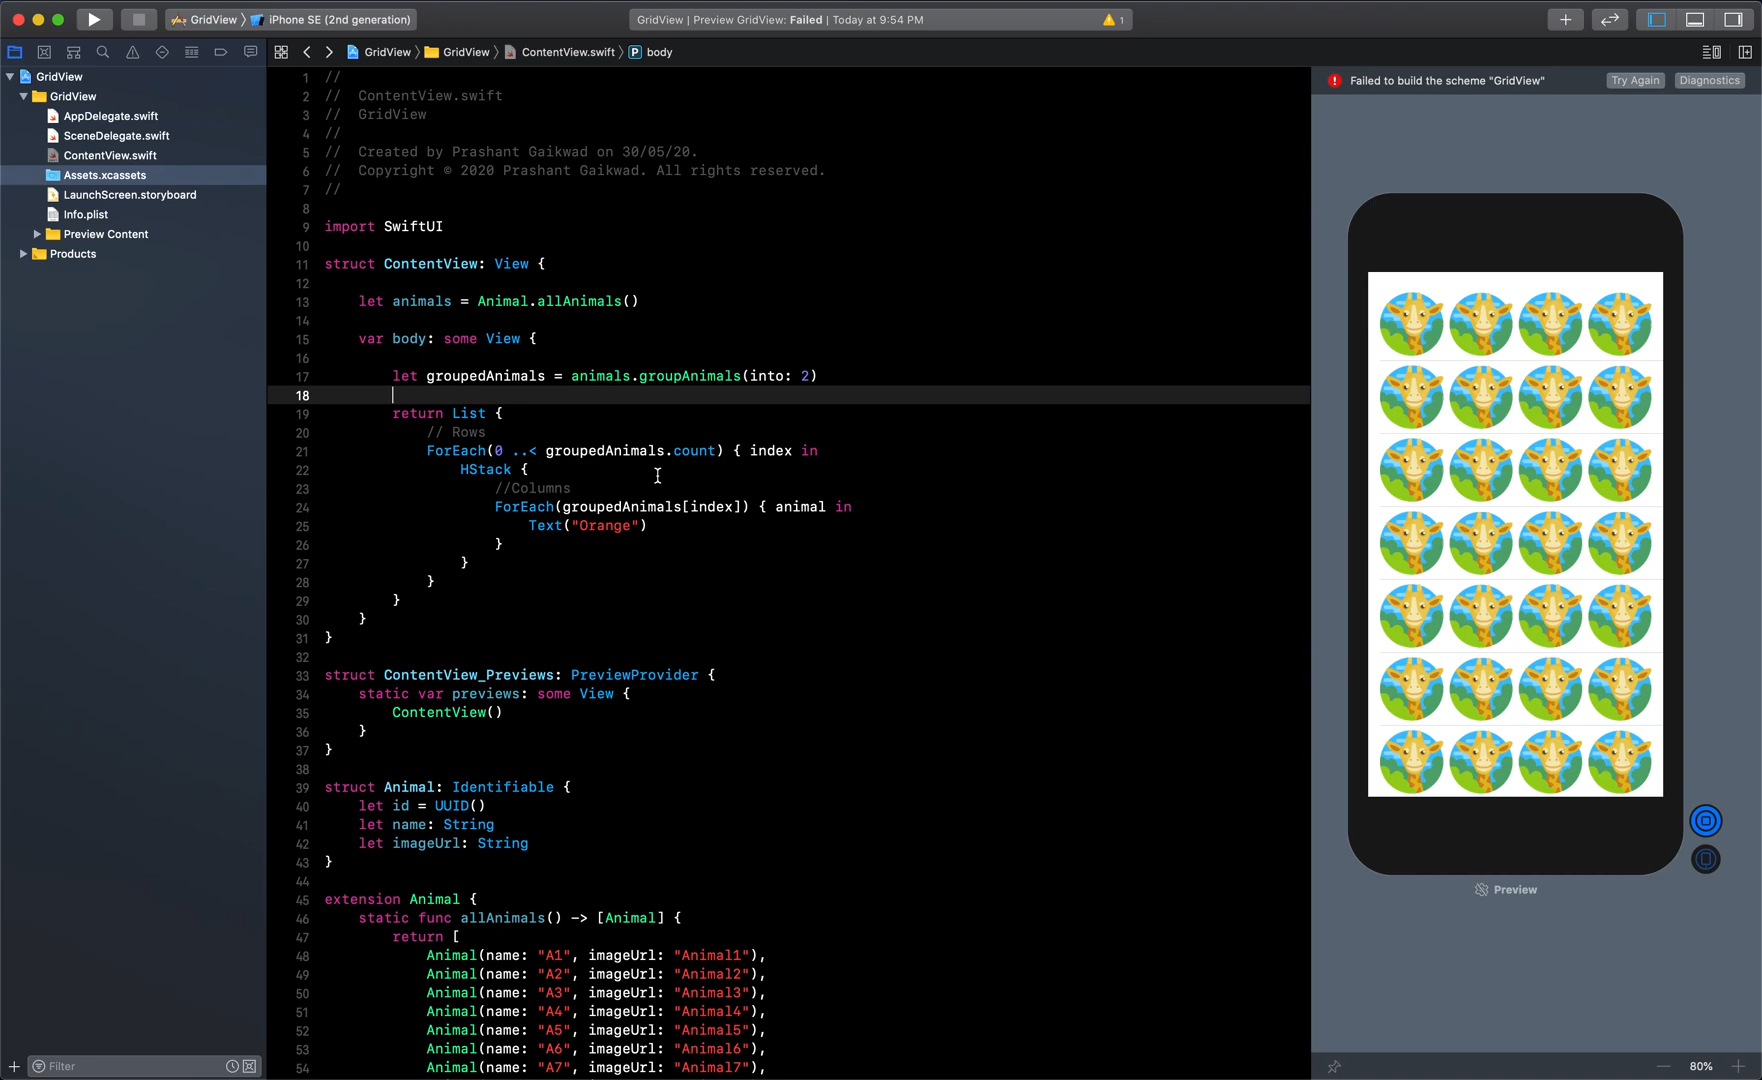 GridView 〉 iPhone SE (2nd generation)
GridView | Preview GridView: Failed | Today at 9:54 PM
1
GridView 〉 GridView 〉 ContentView.swift 〉 P body
GridView
GridView
AppDelegate.swift
SceneDelegate.swift
ContentView.swift
Assets.xcassets
LaunchScreen.storyboard
Info.plist
Preview Content
Products
Filter
1 //
2 //  ContentView.swift
3 //  GridView
4 //
5 //  Created by Prashant Gaikwad on 30/05/20.
6 //  Copyright © 2020 Prashant Gaikwad. All rights reserved.
7 //
8
9 import SwiftUI
10
11 struct ContentView: View {
12
13     let animals = Animal.allAnimals()
14
15     var body: some View {
16
17         let groupedAnimals = animals.groupAnimals(into: 2)
18
19         return List {
20             // Rows
21             ForEach(0 ..< groupedAnimals.count) { index in
22                 HStack {
23                     //Columns
24                     ForEach(groupedAnimals[index]) { animal in
25                         Text("Orange")
26                     }
27                 }
28             }
29         }
30     }
31 }
32
33 struct ContentView_Previews: PreviewProvider {
34     static var previews: some View {
35         ContentView()
36     }
37 }
38
39 struct Animal: Identifiable {
40     let id = UUID()
41     let name: String
42     let imageUrl: String
43 }
44
45 extension Animal {
46     static func allAnimals() -> [Animal] {
47         return [
48             Animal(name: "A1", imageUrl: "Animal1"),
49             Animal(name: "A2", imageUrl: "Animal2"),
50             Animal(name: "A3", imageUrl: "Animal3"),
51             Animal(name: "A4", imageUrl: "Animal4"),
52             Animal(name: "A5", imageUrl: "Animal5"),
53             Animal(name: "A6", imageUrl: "Animal6"),
54             Animal(name: "A7", imageUrl: "Animal7"),
Failed to build the scheme "GridView"
Try Again
Diagnostics
Preview
80%